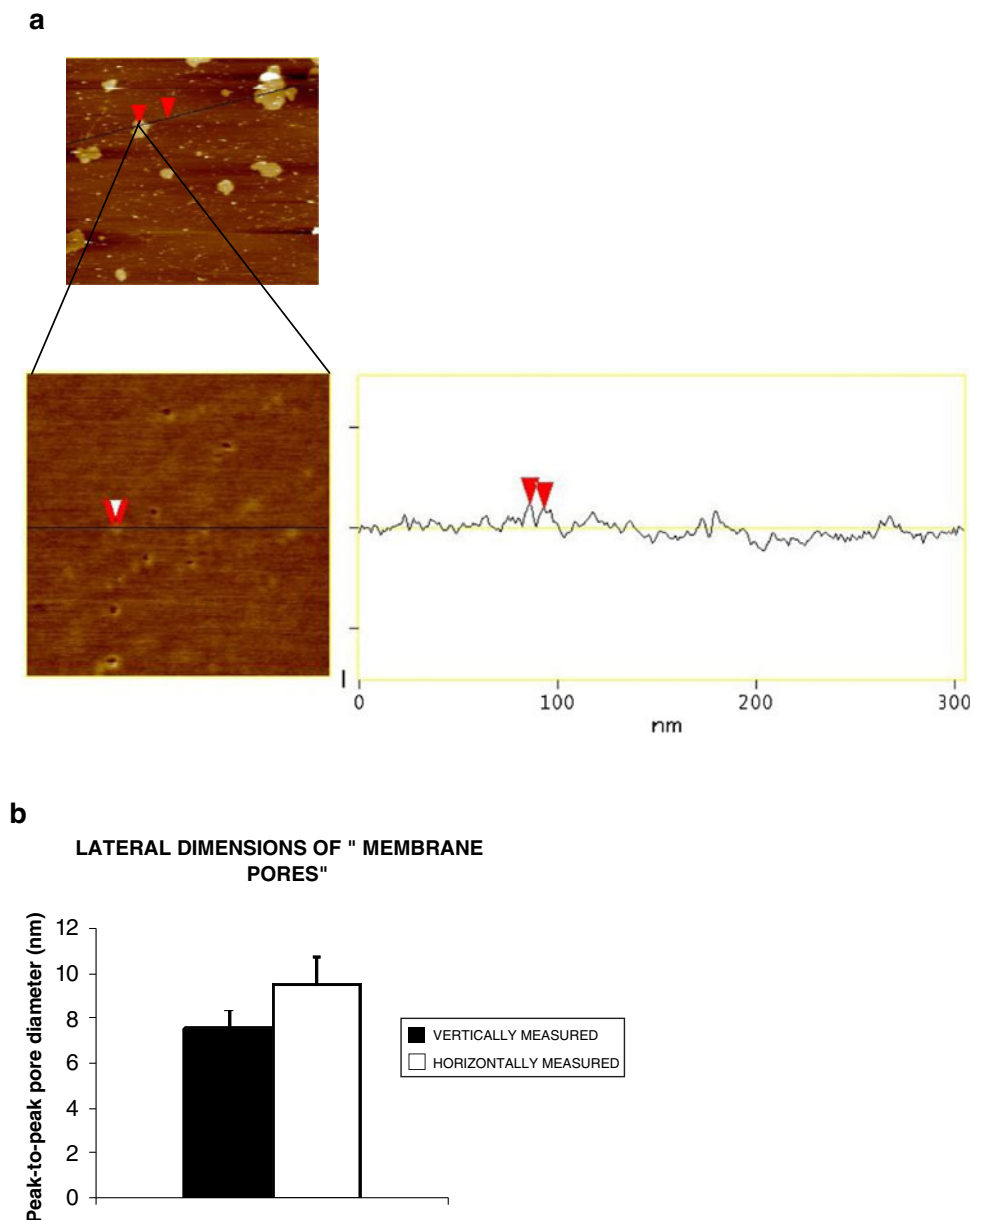 a
0 100 200 300
nm
b
LATERAL DIMENSIONS OF " MEMBRANE
PORES"
Peak-to-peak pore diameter (nm)
12
10
8
6
4
2
0
VERTICALLY MEASURED
HORIZONTALLY MEASURED